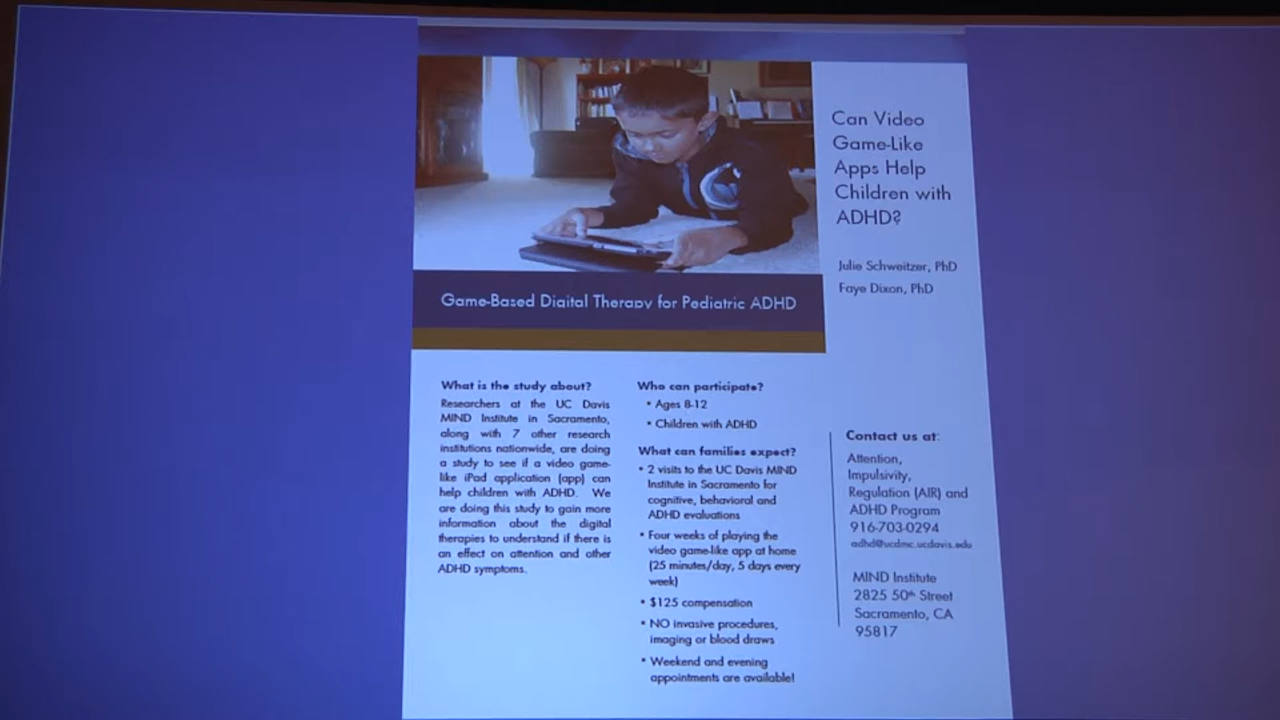 Can Video
Game-Like
Apps Help
Children with
ADHD?
Julie Schweitzer, PhD
Faye Dixon, PhD
Game-Based Digital Therapy for Pediatric ADHD
What is the study about?
Researchers at the UC Davis
MIND Institute in Sacramento,
along with 7 other research
institutions nationwide, are doing
a study to see if a video game-
like iPad application (app) can
help children with ADHD. We
are doing this study to gain more
information about the digital
therapies to understand if there is
an effect on attention and other
ADHD symptoms.
Who can participate?
• Ages 8-12
• Children with ADHD
What can families expect?
• 2 visits to the UC Davis MIND
Institute in Sacramento for
cognitive, behavioral and
ADHD evaluations
• Four weeks of playing the
video game-like app at home
(25 minutes/day, 5 days every
week)
• $125 compensation
• NO invasive procedures,
imaging or blood draws
• Weekend and evening
appointments are available!
Contact us at:
Attention,
Impulsivity,
Regulation (AIR) and
ADHD Program
916-703-0294
adhd@ucdmc.ucdavis.edu
MIND Institute
2825 50th Street
Sacramento, CA
95817